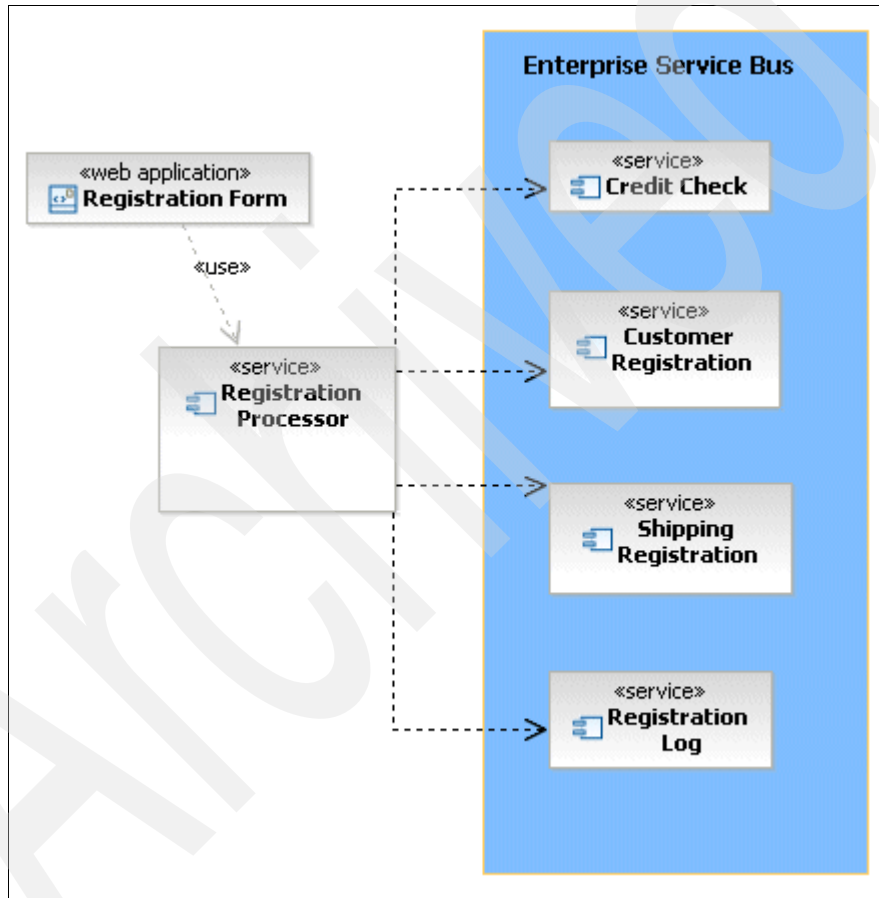 Enterprise Service Bus
«web application»
Registration Form
«use»
«service»
Registration
Processor
«service»
Credit Check
«service»
Customer
Registration
«service»
Shipping
Registration
«service»
Registration
Log
Archived